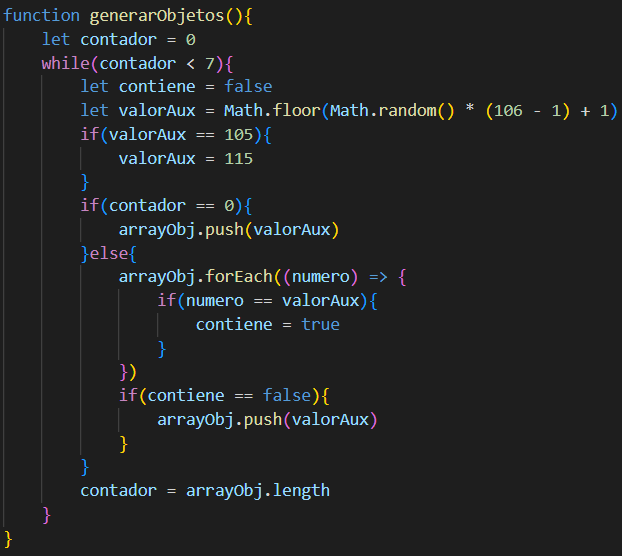 function generarObjetos(){
    let contador = 0
    while(contador < 7){
        let contiene = false
        let valorAux = Math.floor(Math.random() * (106 - 1) + 1)
        if(valorAux == 105){
            valorAux = 115
        }
        if(contador == 0){
            arrayObj.push(valorAux)
        }else{
            arrayObj.forEach((numero) => {
                if(numero == valorAux){
                    contiene = true
                }
            })
            if(contiene == false){
                arrayObj.push(valorAux)
            }
        }
        contador = arrayObj.length
    }
}